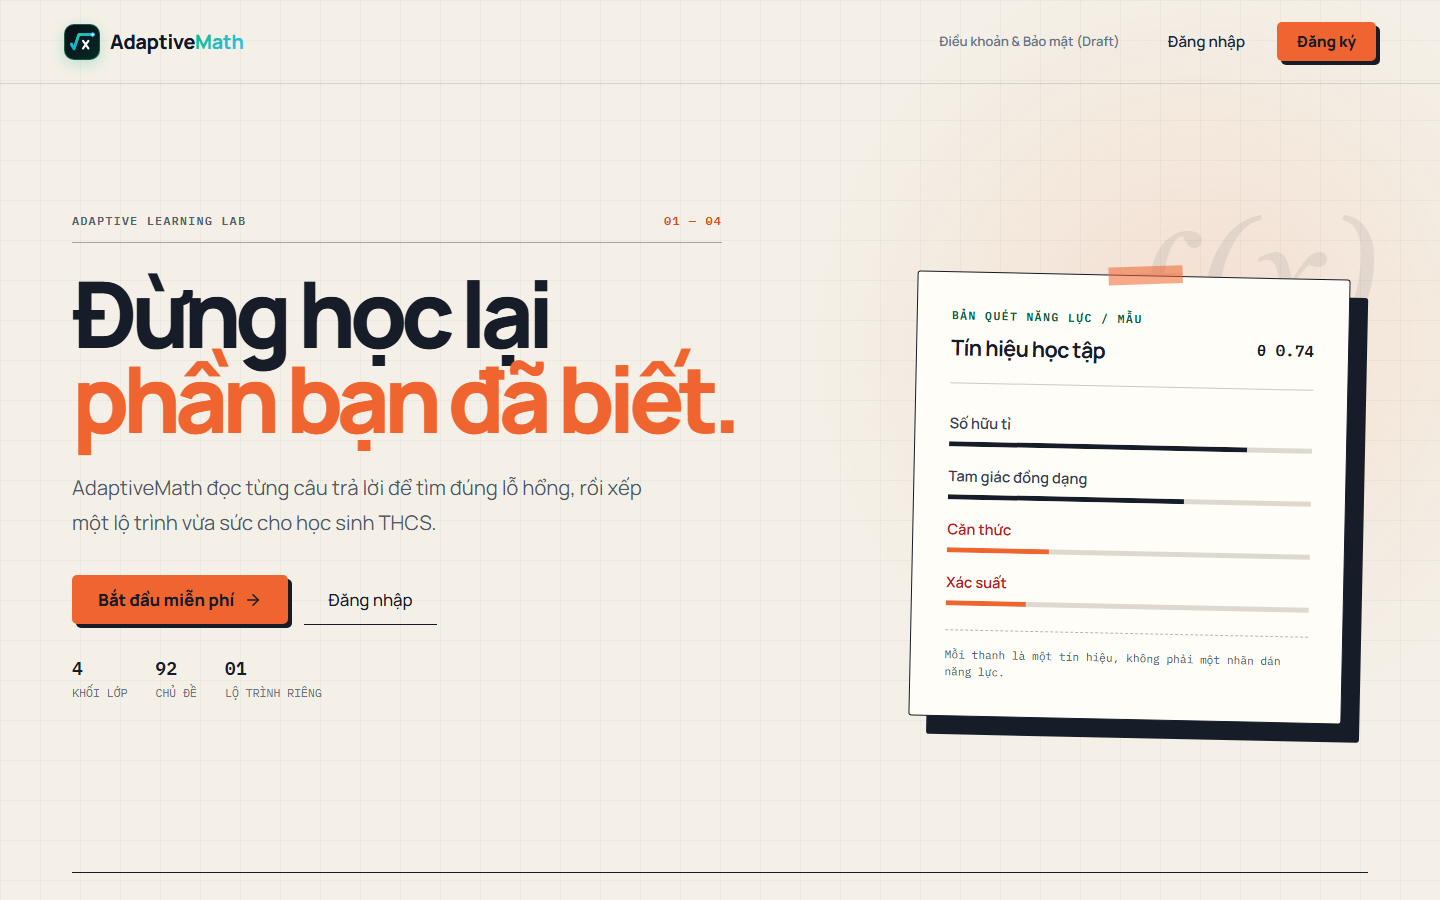 AdaptiveMath
Điều khoản & Bảo mật (Draft)
Đăng nhập
Đăng ký
ADAPTIVE LEARNING LAB
01 — 04
Đừng học lại
phần bạn đã biết.
AdaptiveMath đọc từng câu trả lời để tìm đúng lỗ hổng, rồi xếp
một lộ trình vừa sức cho học sinh THCS.
Bắt đầu miễn phí →
Đăng nhập
4
KHỐI LỚP
92
CHỦ ĐỀ
01
LỘ TRÌNH RIÊNG
f(x)
BẢN QUÉT NĂNG LỰC / MẪU
Tín hiệu học tập
θ 0.74
Số hữu tỉ
Tam giác đồng dạng
Căn thức
Xác suất
Mỗi thanh là một tín hiệu, không phải một nhãn dán
năng lực.